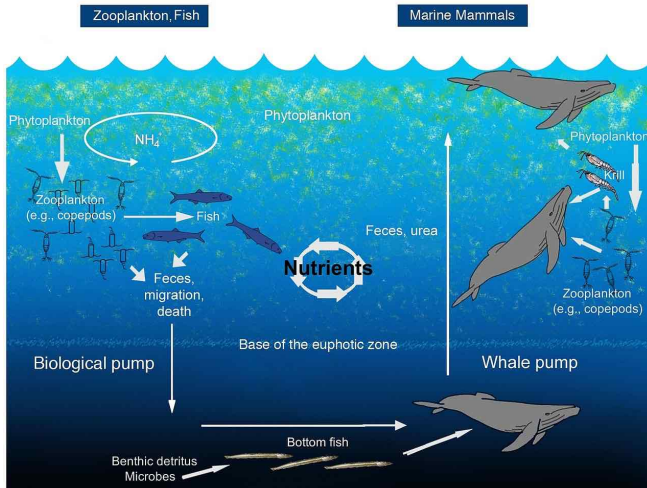 Zooplankton, Fish
Marine Mammals
Phytoplankton
NH4+
Phytoplankton
Phytoplankton
Krill
Zooplankton
(e.g., copepods)
Fish
Feces, urea
Nutrients
Feces,
migration,
death
Zooplankton
(e.g., copepods)
Base of the euphotic zone
Biological pump
Whale pump
Bottom fish
Benthic detritus
Microbes